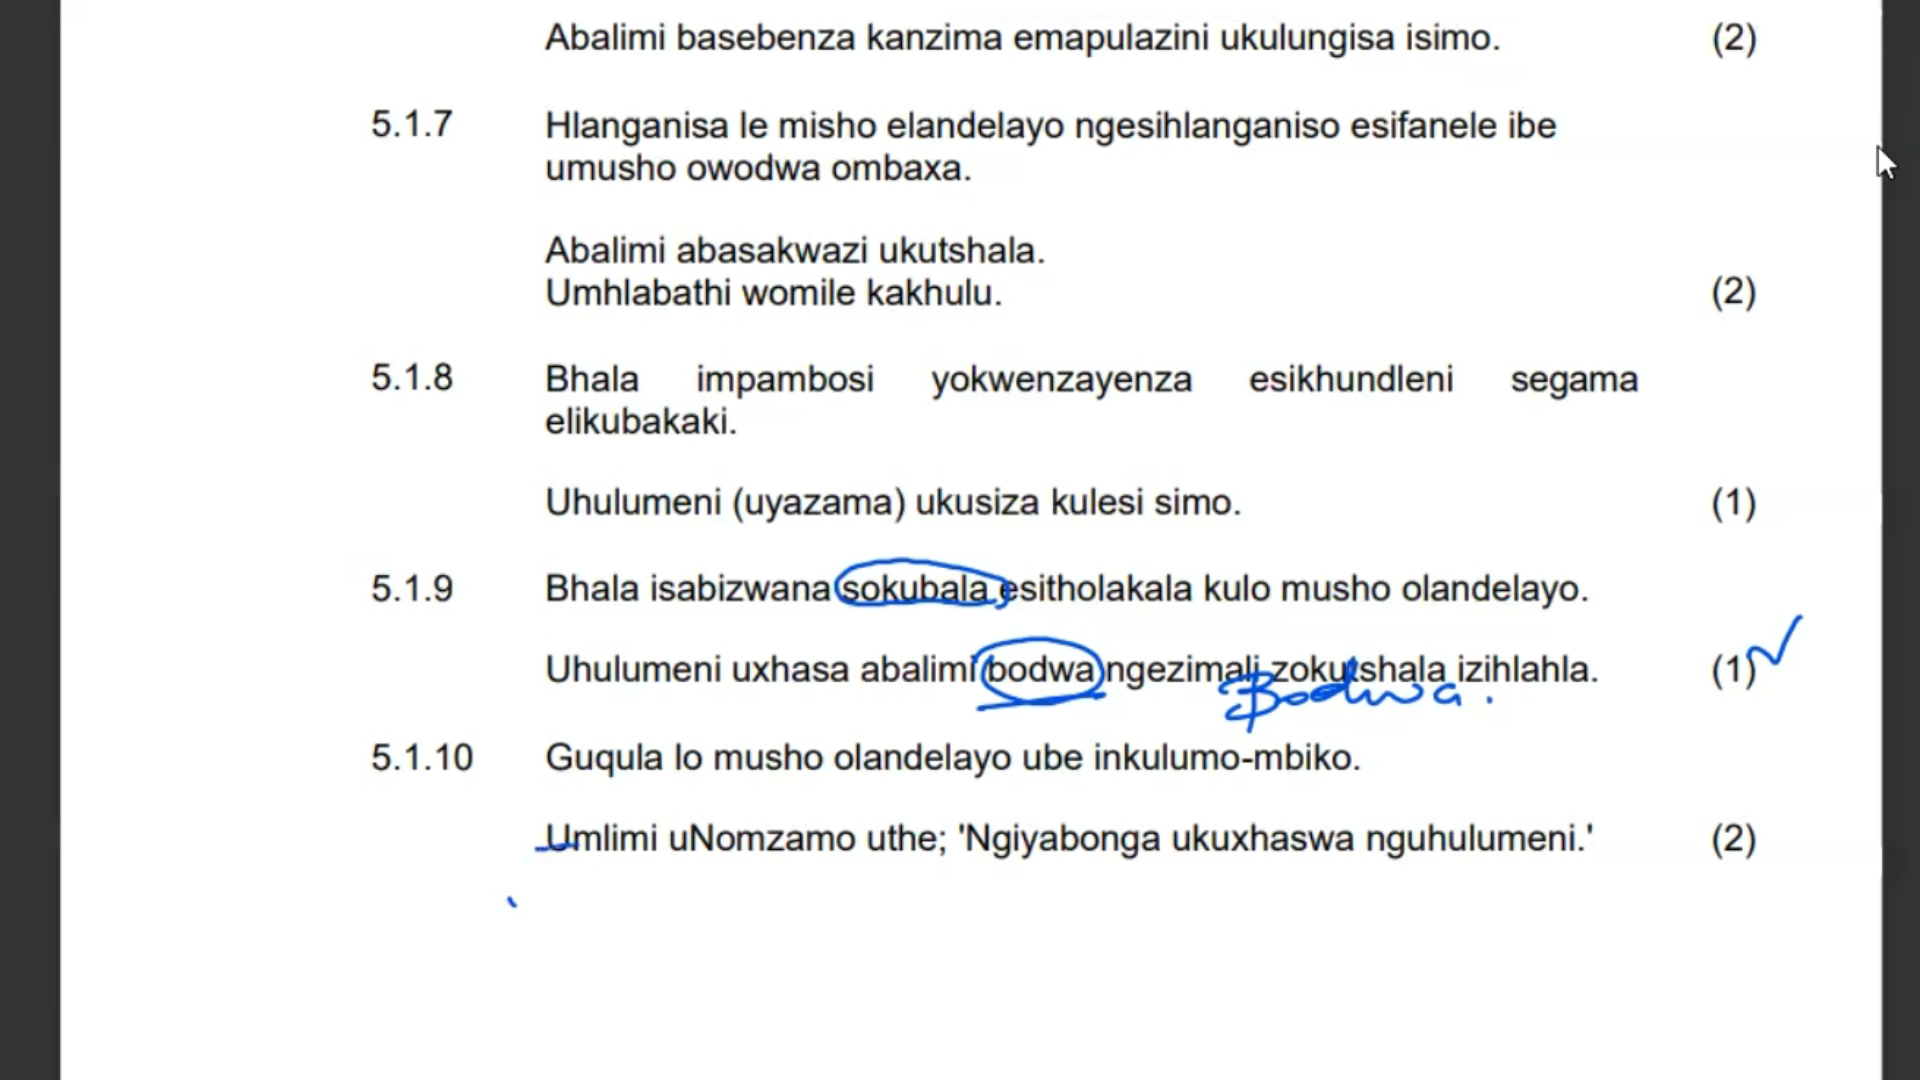 Abalimi basebenza kanzima emapulazini ukulungisa isimo. (2)
5.1.7 Hlanganisa le misho elandelayo ngesihlanganiso esifanele ibe
umusho owodwa ombaxa.
Abalimi abasakwazi ukutshala.
Umhlabathi womile kakhulu. (2)
5.1.8 Bhala impambosi yokwenzayenza esikhundleni segama
elikubakaki.
Uhulumeni (uyazama) ukusiza kulesi simo. (1)
5.1.9 Bhala isabizwana sokubala esitholakala kulo musho olandelayo.
Uhulumeni uxhasa abalimi bodwa ngezimali zokutshala izihlahla. (1)
Bodwa.
5.1.10 Guqula lo musho olandelayo ube inkulumo-mbiko.
Umlimi uNomzamo uthe; 'Ngiyabonga ukuxhaswa nguhulumeni.' (2)